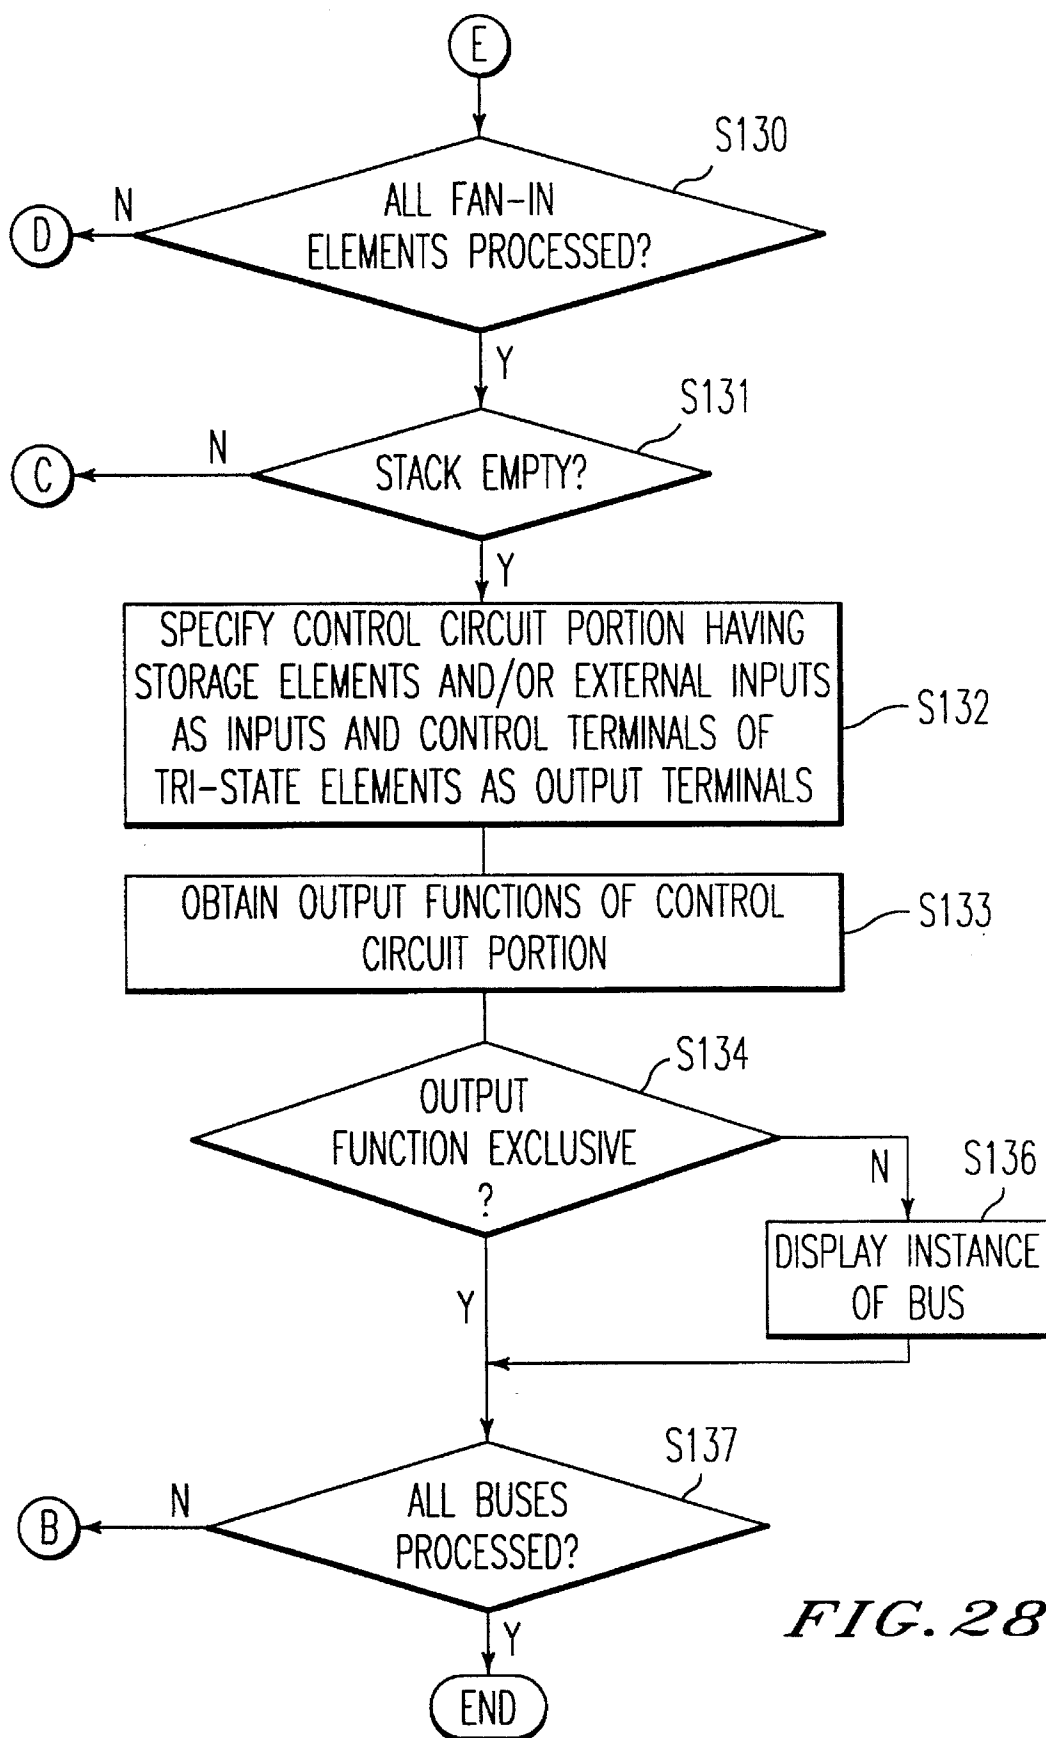 E
S130
ALL FAN-IN
ELEMENTS PROCESSED?
N
D
Y
S131
STACK EMPTY?
N
C
Y
SPECIFY CONTROL CIRCUIT PORTION HAVING
STORAGE ELEMENTS AND/OR EXTERNAL INPUTS
AS INPUTS AND CONTROL TERMINALS OF
TRI-STATE ELEMENTS AS OUTPUT TERMINALS
S132
OBTAIN OUTPUT FUNCTIONS OF CONTROL
CIRCUIT PORTION
S133
S134
OUTPUT
FUNCTION EXCLUSIVE
?
N
S136
DISPLAY INSTANCE
OF BUS
Y
S137
ALL BUSES
PROCESSED?
N
B
Y
END
FIG. 28